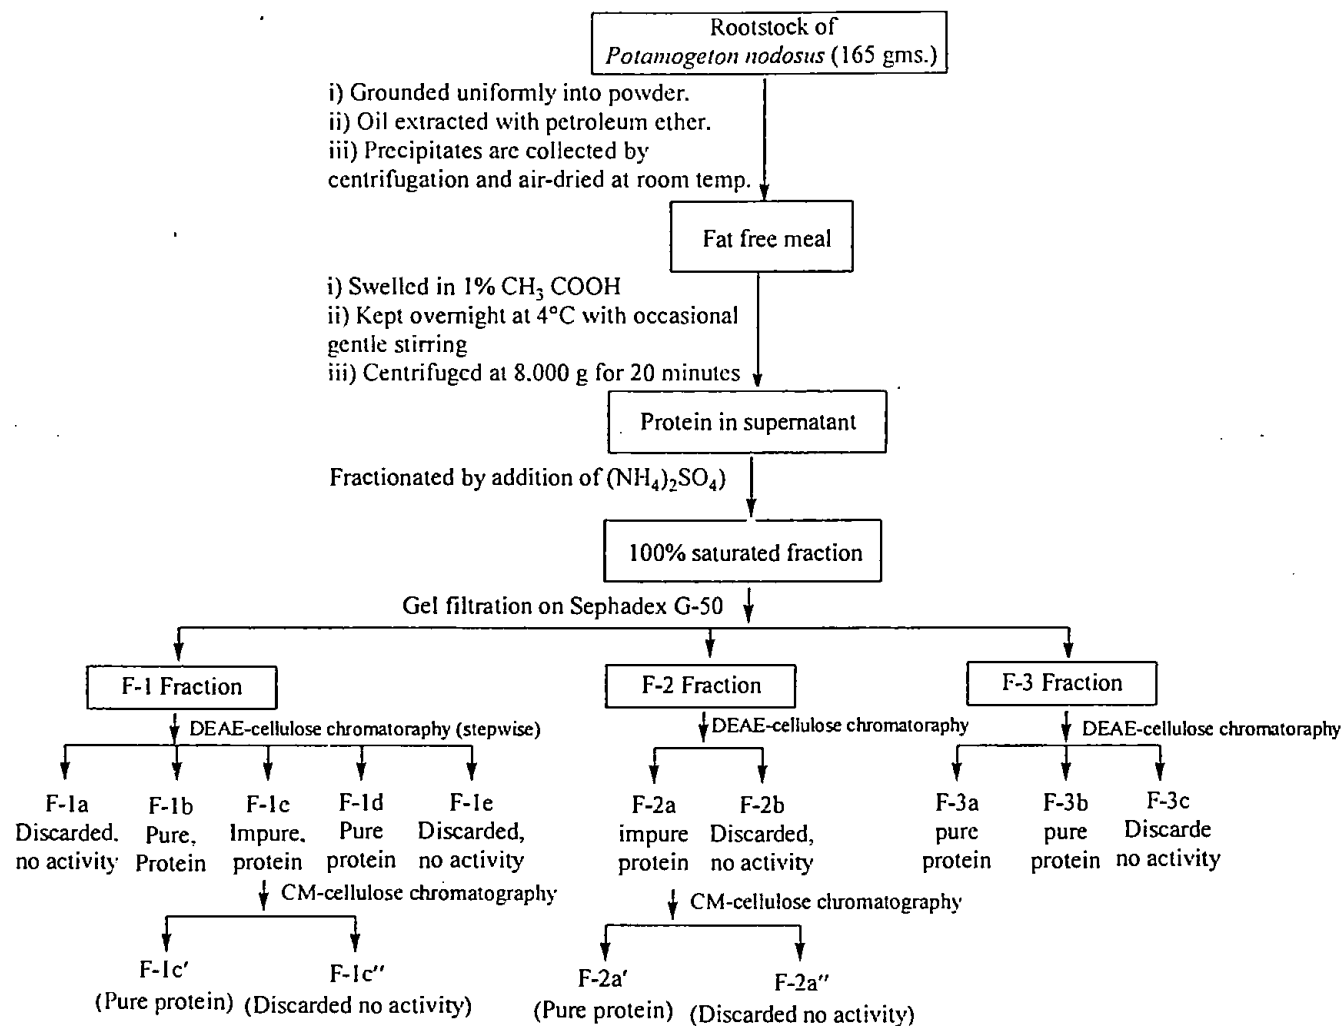 Rootstock of
Potamogeton nodosus (165 gms.)
i) Grounded uniformly into powder.
ii) Oil extracted with petroleum ether.
iii) Precipitates are collected by
centrifugation and air-dried at room temp.
Fat free meal
i) Swelled in 1% CH₃ COOH
ii) Kept overnight at 4°C with occasional
gentle stirring
iii) Centrifuged at 8.000 g for 20 minutes
Protein in supernatant
Fractionated by addition of (NH₄)₂SO₄)
100% saturated fraction
Gel filtration on Sephadex G-50
F-1 Fraction
F-2 Fraction
F-3 Fraction
DEAE-cellulose chromatoraphy (stepwise)
DEAE-cellulose chromatoraphy
DEAE-cellulose chromatoraphy
F-1a
Discarded.
no activity
F-1b
Pure,
Protein
F-1c
Impure.
protein
F-1d
Pure
protein
F-1e
Discarded,
no activity
F-2a
impure
protein
F-2b
Discarded,
no activity
F-3a
pure
protein
F-3b
pure
protein
F-3c
Discarde
no activity
CM-cellulose chromatography
CM-cellulose chromatography
F-1c′
(Pure protein)
F-1c′′
(Discarded no activity)
F-2a′
(Pure protein)
F-2a′′
(Discarded no activity)